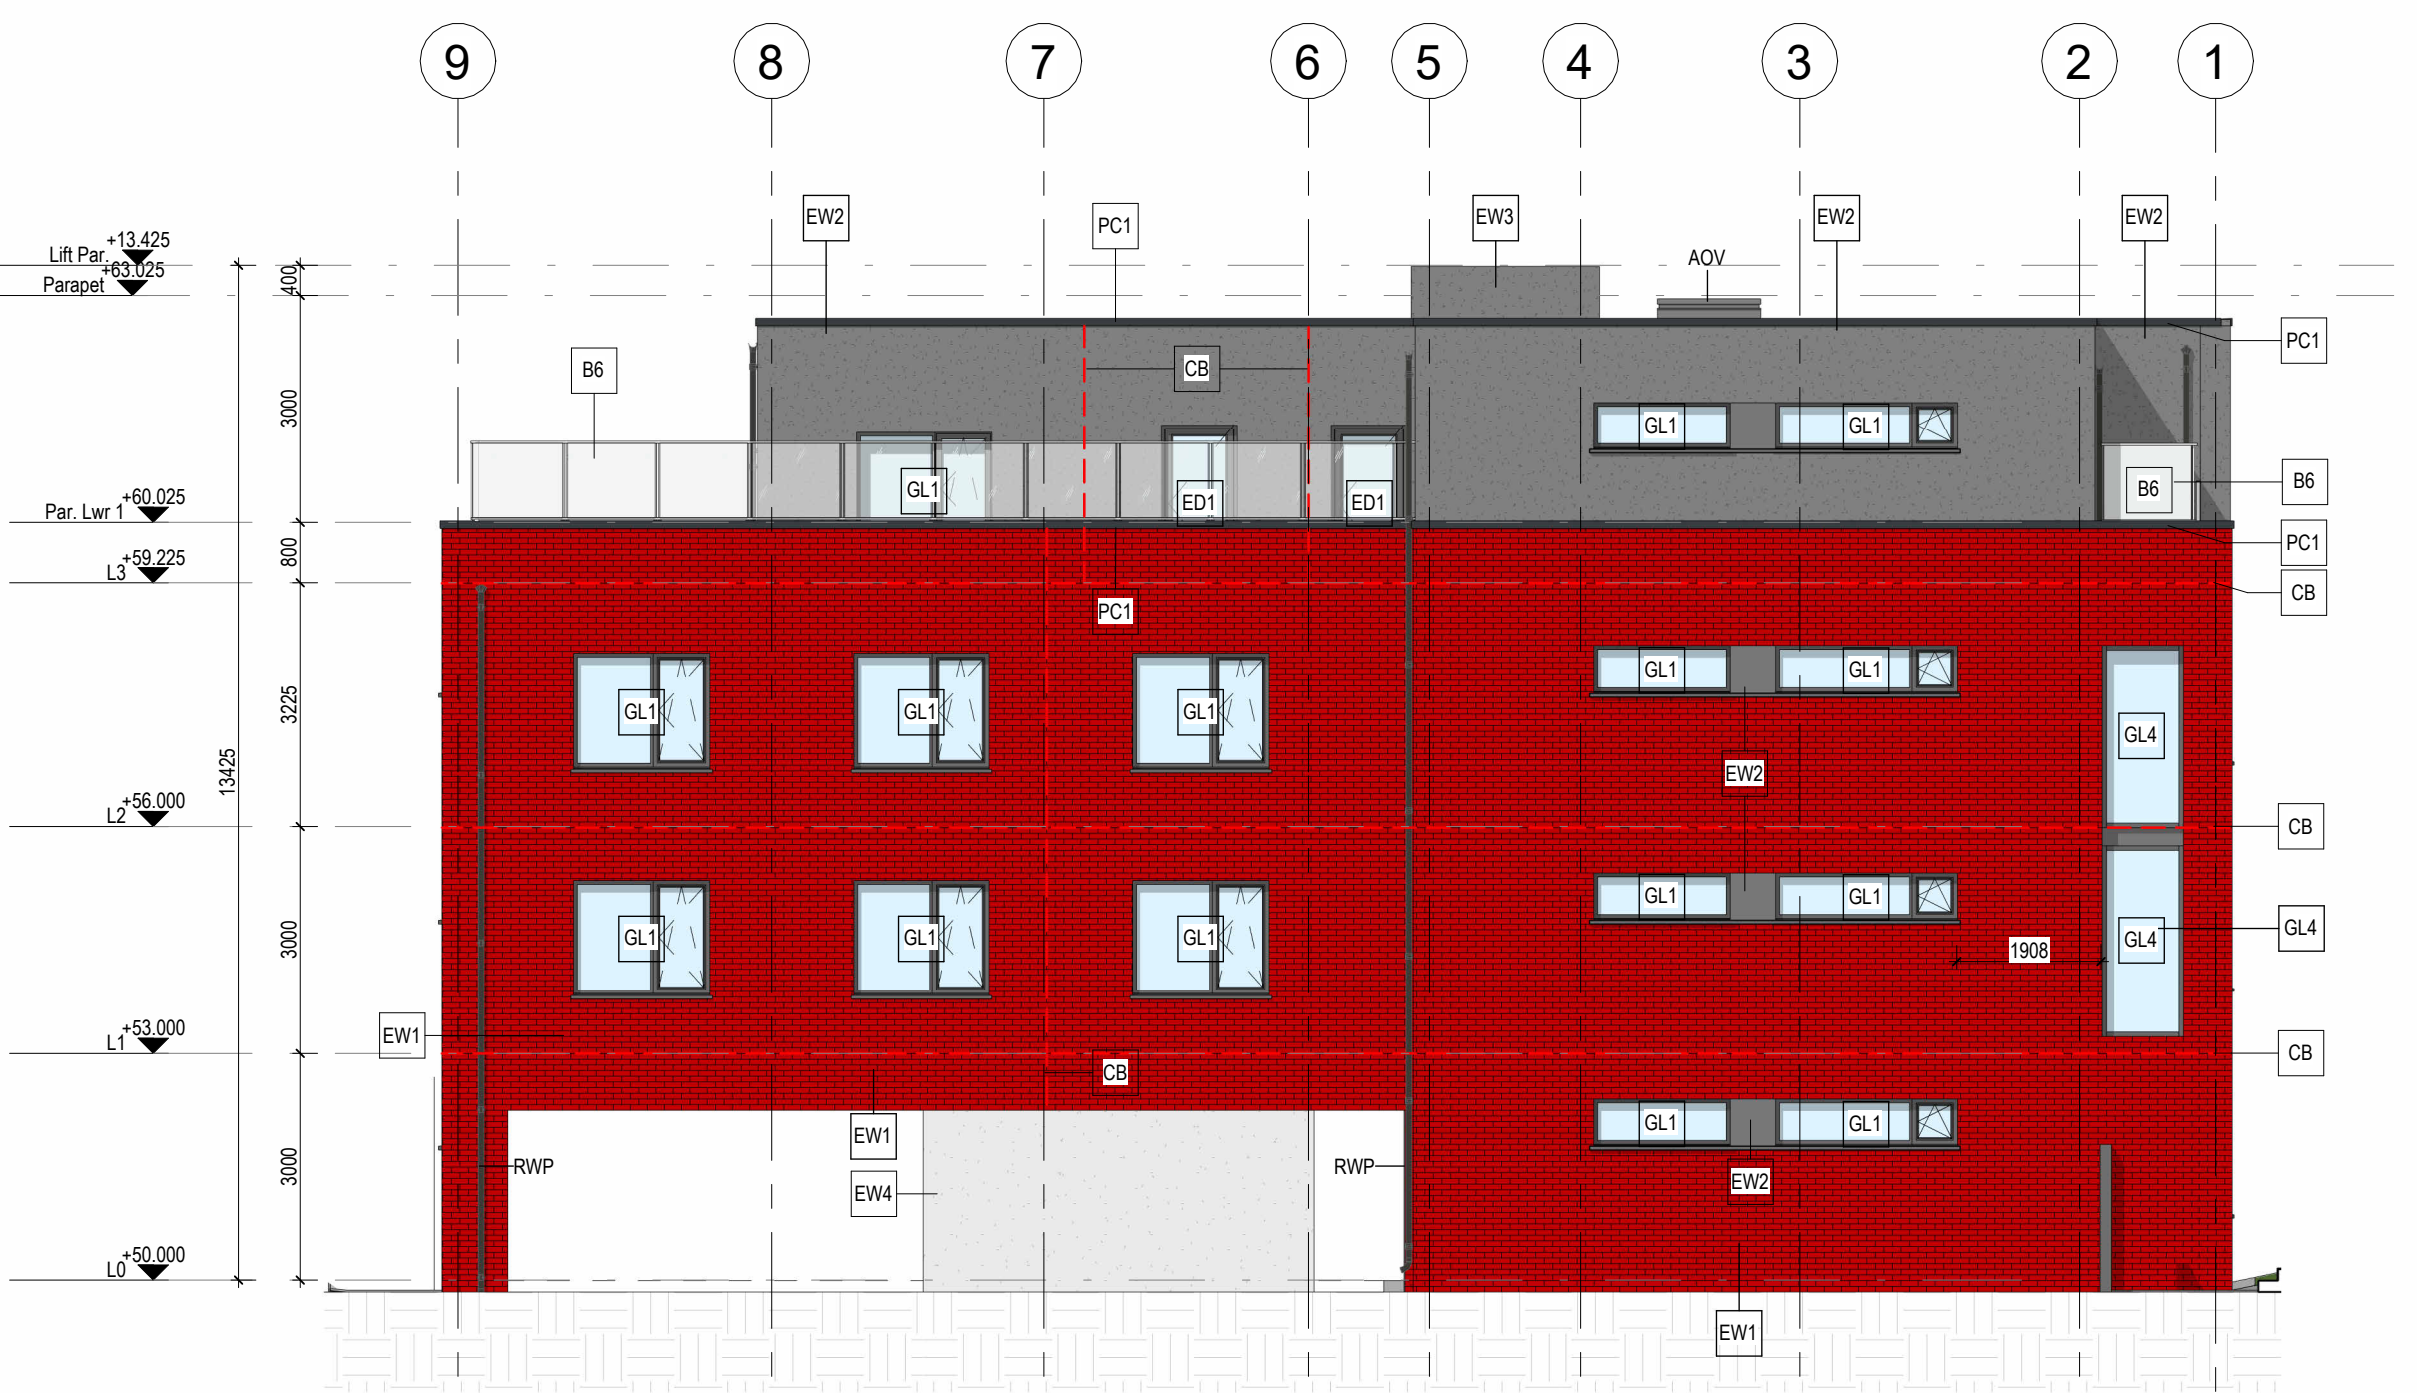 9 8 7 6 5 4 3 2 1
EW2 PC1 EW3 EW2 EW2
+13.425
Lift Par.
AOV
+63.025
Parapet
400
PC1
B6
CB
3000
GL1 GL1
B6
B6
GL1
ED1 ED1
+60.025
Par. Lwr 1
PC1
800
+59.225
L3
CB
PC1
GL1 GL1
3225
GL1 GL1 GL1
GL4
EW2
13425
+56.000
L2
CB
GL1 GL1
3000
GL1 GL1 GL1
GL4
GL4
1908
+53.000
L1
EW1
CB
CB
GL1 GL1
EW1
3000
RWP
RWP
EW4
EW2
+50.000
L0
EW1